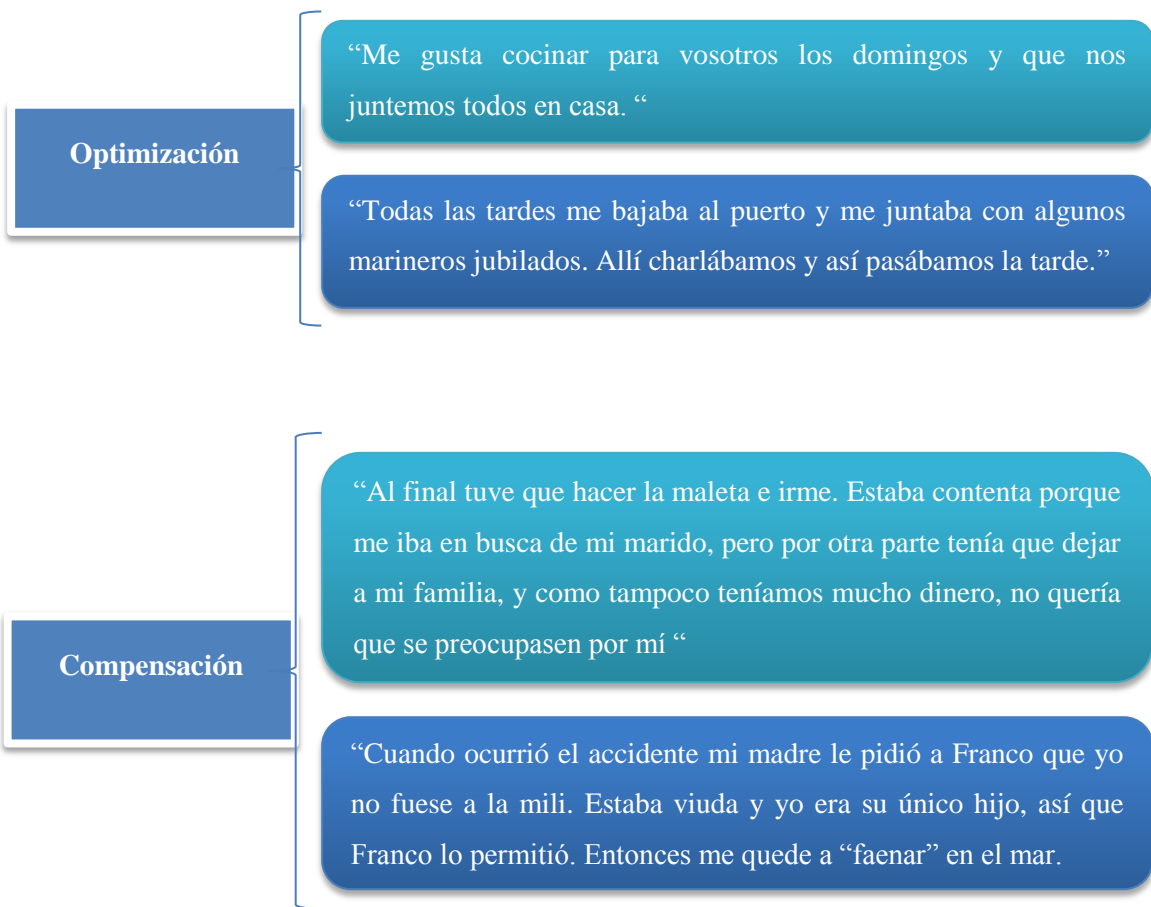 Optimización
“Me gusta cocinar para vosotros los domingos y que nos
juntemos todos en casa. “
“Todas las tardes me bajaba al puerto y me juntaba con algunos
marineros jubilados. Allí charlábamos y así pasábamos la tarde.”
Compensación
“Al final tuve que hacer la maleta e irme. Estaba contenta porque
me iba en busca de mi marido, pero por otra parte tenía que dejar
a mi familia, y como tampoco teníamos mucho dinero, no quería
que se preocupasen por mí “
“Cuando ocurrió el accidente mi madre le pidió a Franco que yo
no fuese a la mili. Estaba viuda y yo era su único hijo, así que
Franco lo permitió. Entonces me quede a “faenar” en el mar.